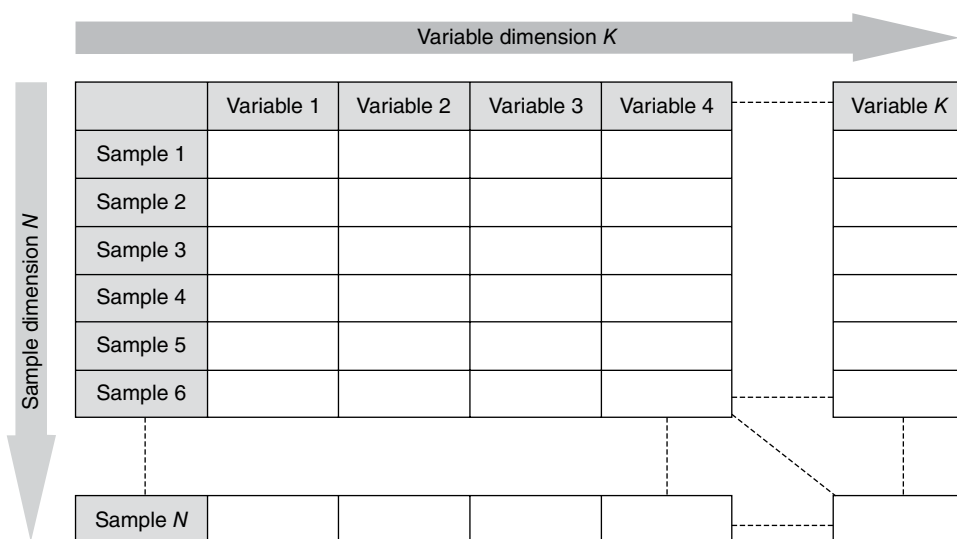 Variable dimension K
Sample dimension N
Variable 1 Variable 2 Variable 3 Variable 4 Variable K
Sample 1
Sample 2
Sample 3
Sample 4
Sample 5
Sample 6
Sample N